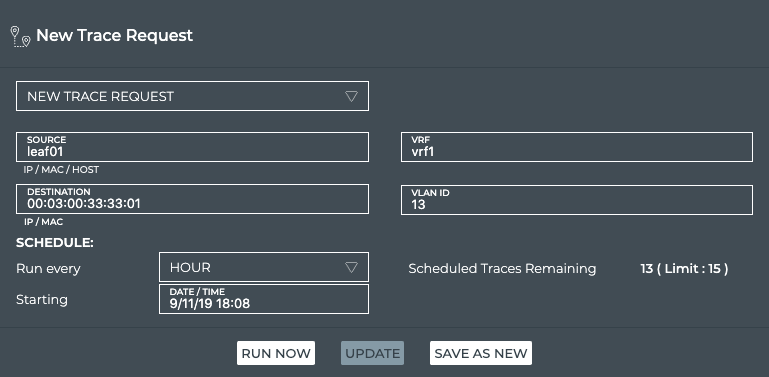 New Trace Request
NEW TRACE REQUEST
SOURCE
leaf01
IP / MAC / HOST
VRF
vrf1
DESTINATION
00:03:00:33:33:01
IP / MAC
VLAN ID
13
SCHEDULE:
Run every
HOUR
Scheduled Traces Remaining 13 ( Limit : 15 )
Starting
DATE / TIME
9/11/19 18:08
RUN NOW
UPDATE
SAVE AS NEW